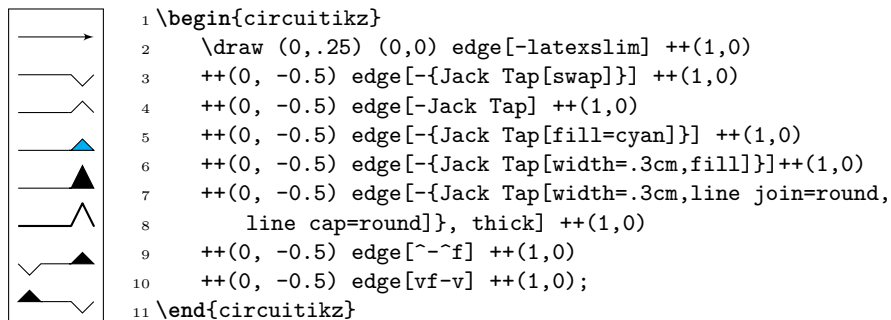 1 \begin{circuitikz}
2     \draw (0,.25) (0,0) edge[-latexslim] ++(1,0)
3     ++(0, -0.5) edge[-{Jack Tap[swap]}] ++(1,0)
4     ++(0, -0.5) edge[-Jack Tap] ++(1,0)
5     ++(0, -0.5) edge[-{Jack Tap[fill=cyan]}] ++(1,0)
6     ++(0, -0.5) edge[-{Jack Tap[width=.3cm,fill]}]++(1,0)
7     ++(0, -0.5) edge[-{Jack Tap[width=.3cm,line join=round,
8        line cap=round]}, thick] ++(1,0)
9     ++(0, -0.5) edge[^-^f] ++(1,0)
10     ++(0, -0.5) edge[vf-v] ++(1,0);
11 \end{circuitikz}